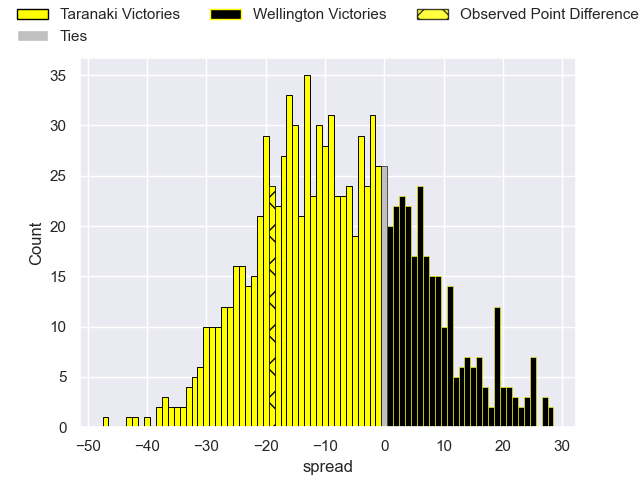 Taranaki Victories
Wellington Victories
Observed Point Difference
Ties
35
30
25
20
15
10
5
0
Count
−50
−40
−30
−20
−10
0
10
20
30
spread